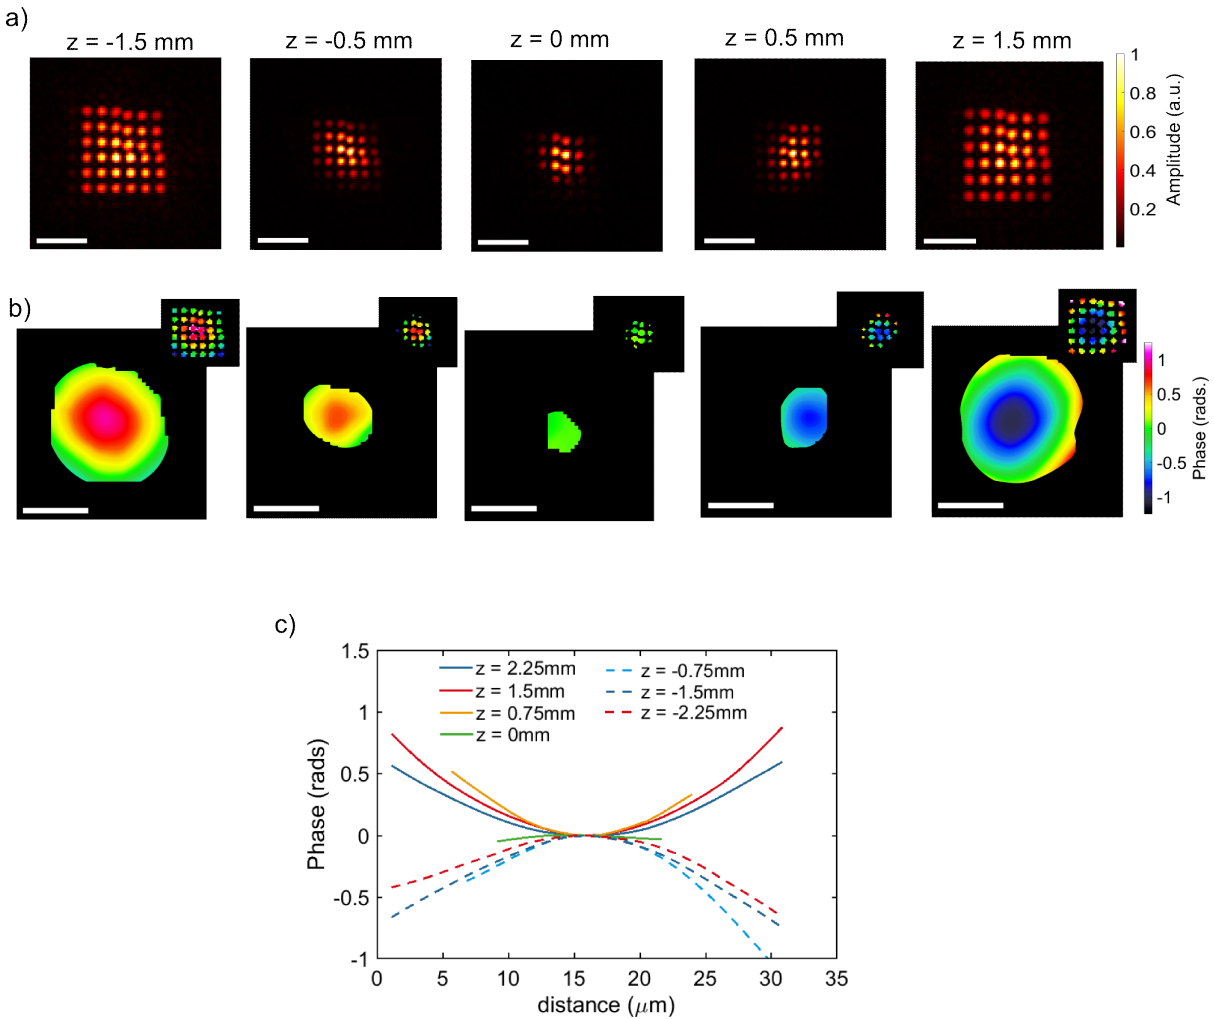 a)
z = -1.5 mm
z = -0.5 mm
z = 0 mm
z = 0.5 mm
z = 1.5 mm
1
0.8
0.6
0.4
0.2
Amplitude (a.u.)
b)
1
0.5
0
-0.5
-1
Phase (rads.)
c)
1.5
1
0.5
0
-0.5
-1
Phase (rads)
z = 2.25mm
z = 1.5mm
z = 0.75mm
z = 0mm
z = -0.75mm
z = -1.5mm
z = -2.25mm
0 5 10 15 20 25 30 35
distance (μm)